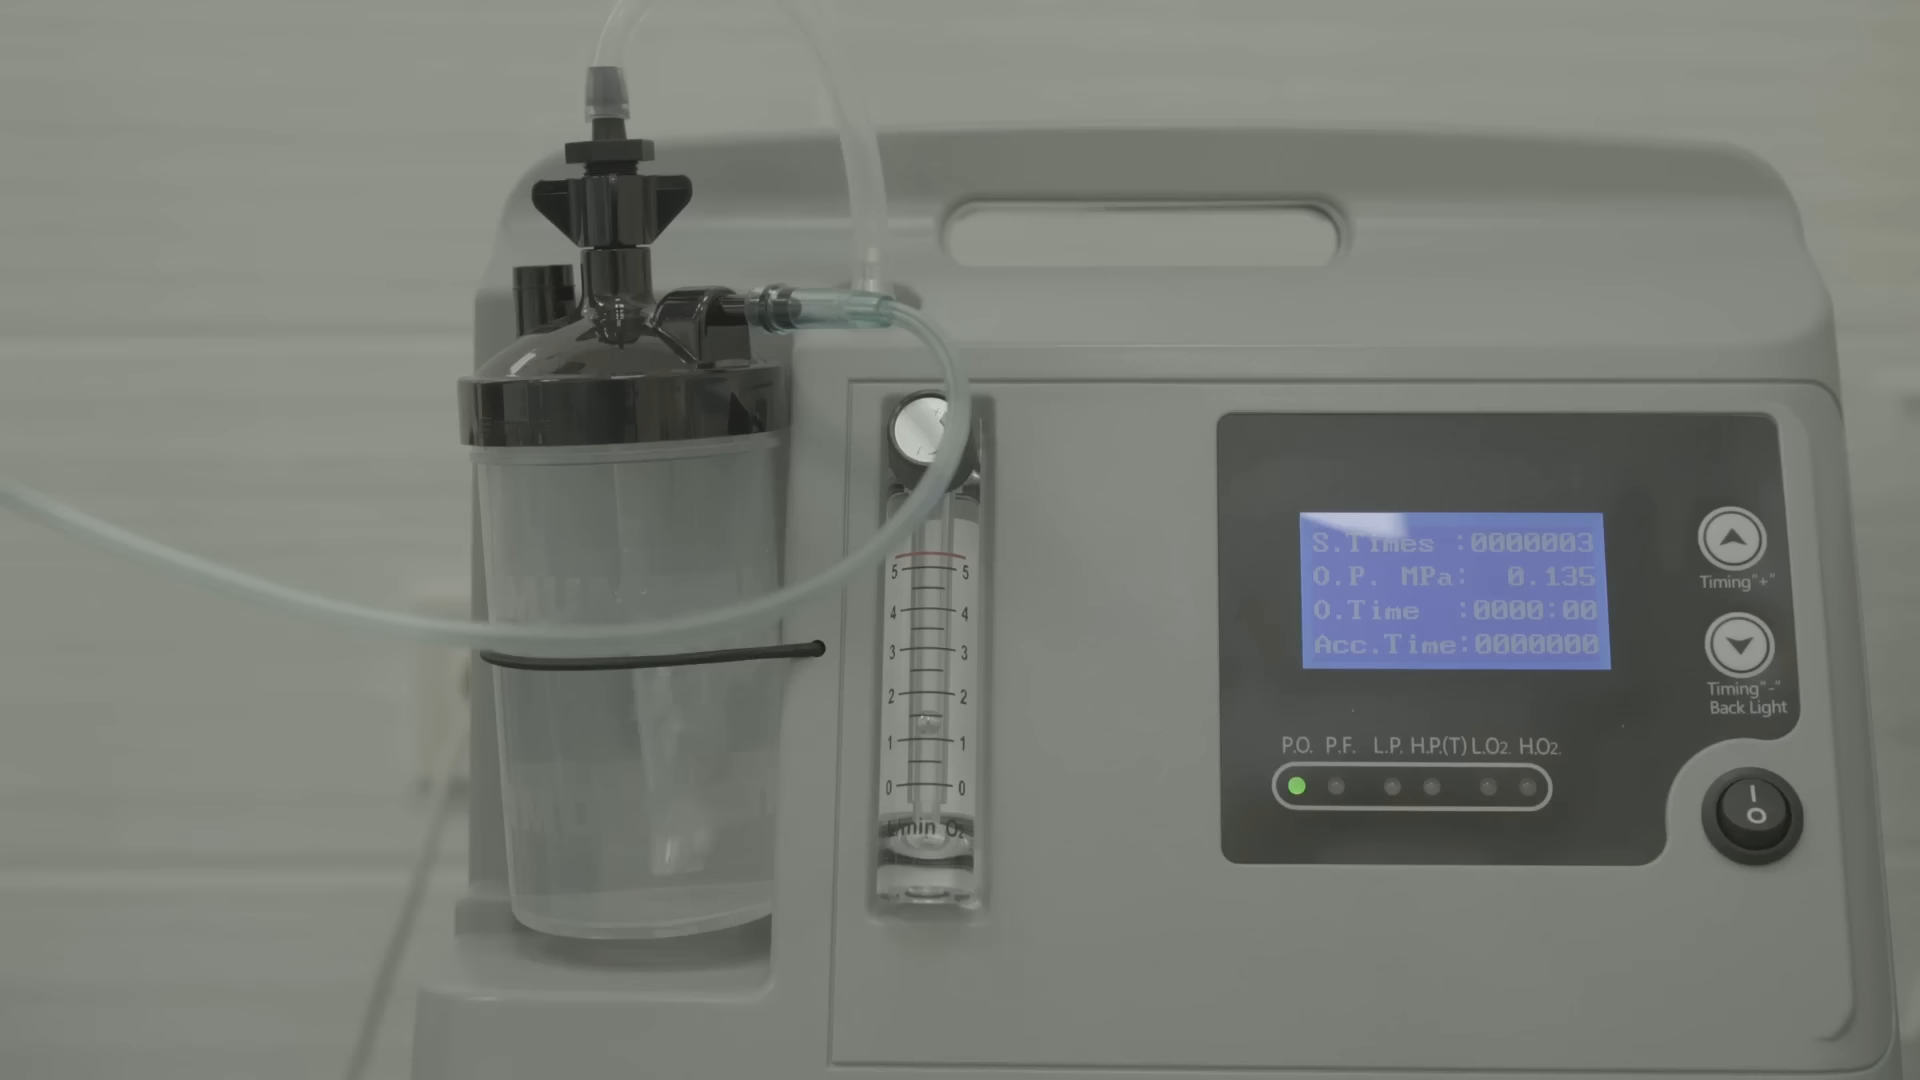 S.Times :0000003
O.P. MPa: 0.135
O.Time :0000:00
Acc.Time:0000000
Timing"+"
Timing"-"
Back Light
P.O. P.F. L.P. H.P.(T) L.O2. H.O2.
I
O
5 5
4 4
3 3
2 2
1 1
0 0
L/min O2